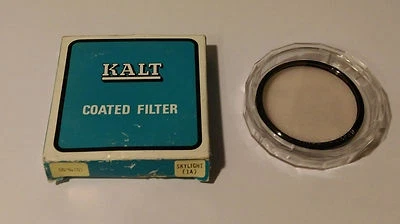 KALT
COATED FILTER
SKYLIGHT
(1A)